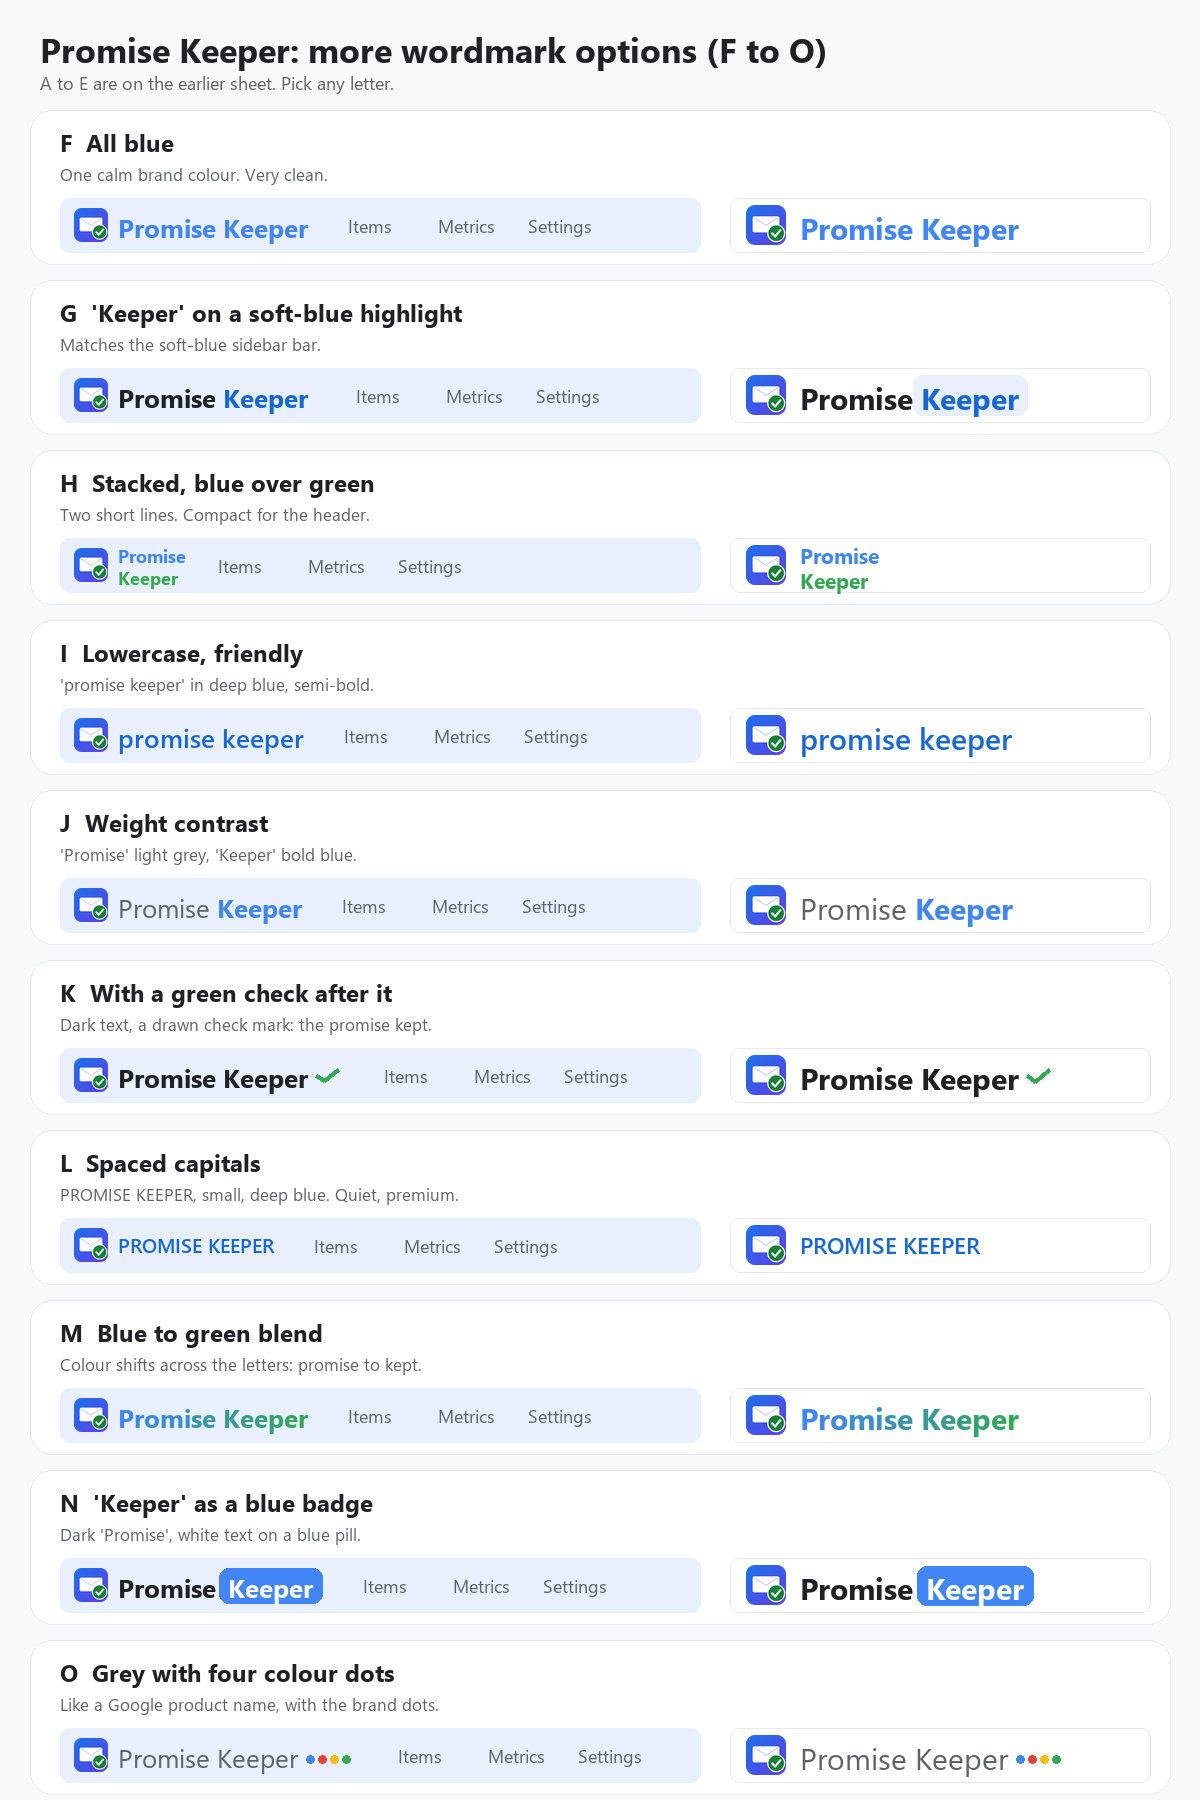 Promise Keeper: more wordmark options (F to O)
A to E are on the earlier sheet. Pick any letter.
F All blue
One calm brand colour. Very clean.
Promise Keeper Items Metrics Settings
Promise Keeper
G 'Keeper' on a soft-blue highlight
Matches the soft-blue sidebar bar.
Promise Keeper Items Metrics Settings
Promise Keeper
H Stacked, blue over green
Two short lines. Compact for the header.
Promise
Keeper
Items Metrics Settings
Promise
Keeper
I Lowercase, friendly
'promise keeper' in deep blue, semi-bold.
promise keeper Items Metrics Settings
promise keeper
J Weight contrast
'Promise' light grey, 'Keeper' bold blue.
Promise Keeper Items Metrics Settings
Promise Keeper
K With a green check after it
Dark text, a drawn check mark: the promise kept.
Promise Keeper Items Metrics Settings
Promise Keeper
L Spaced capitals
PROMISE KEEPER, small, deep blue. Quiet, premium.
PROMISE KEEPER Items Metrics Settings
PROMISE KEEPER
M Blue to green blend
Colour shifts across the letters: promise to kept.
Promise Keeper Items Metrics Settings
Promise Keeper
N 'Keeper' as a blue badge
Dark 'Promise', white text on a blue pill.
Promise Keeper Items Metrics Settings
Promise Keeper
O Grey with four colour dots
Like a Google product name, with the brand dots.
Promise Keeper Items Metrics Settings
Promise Keeper